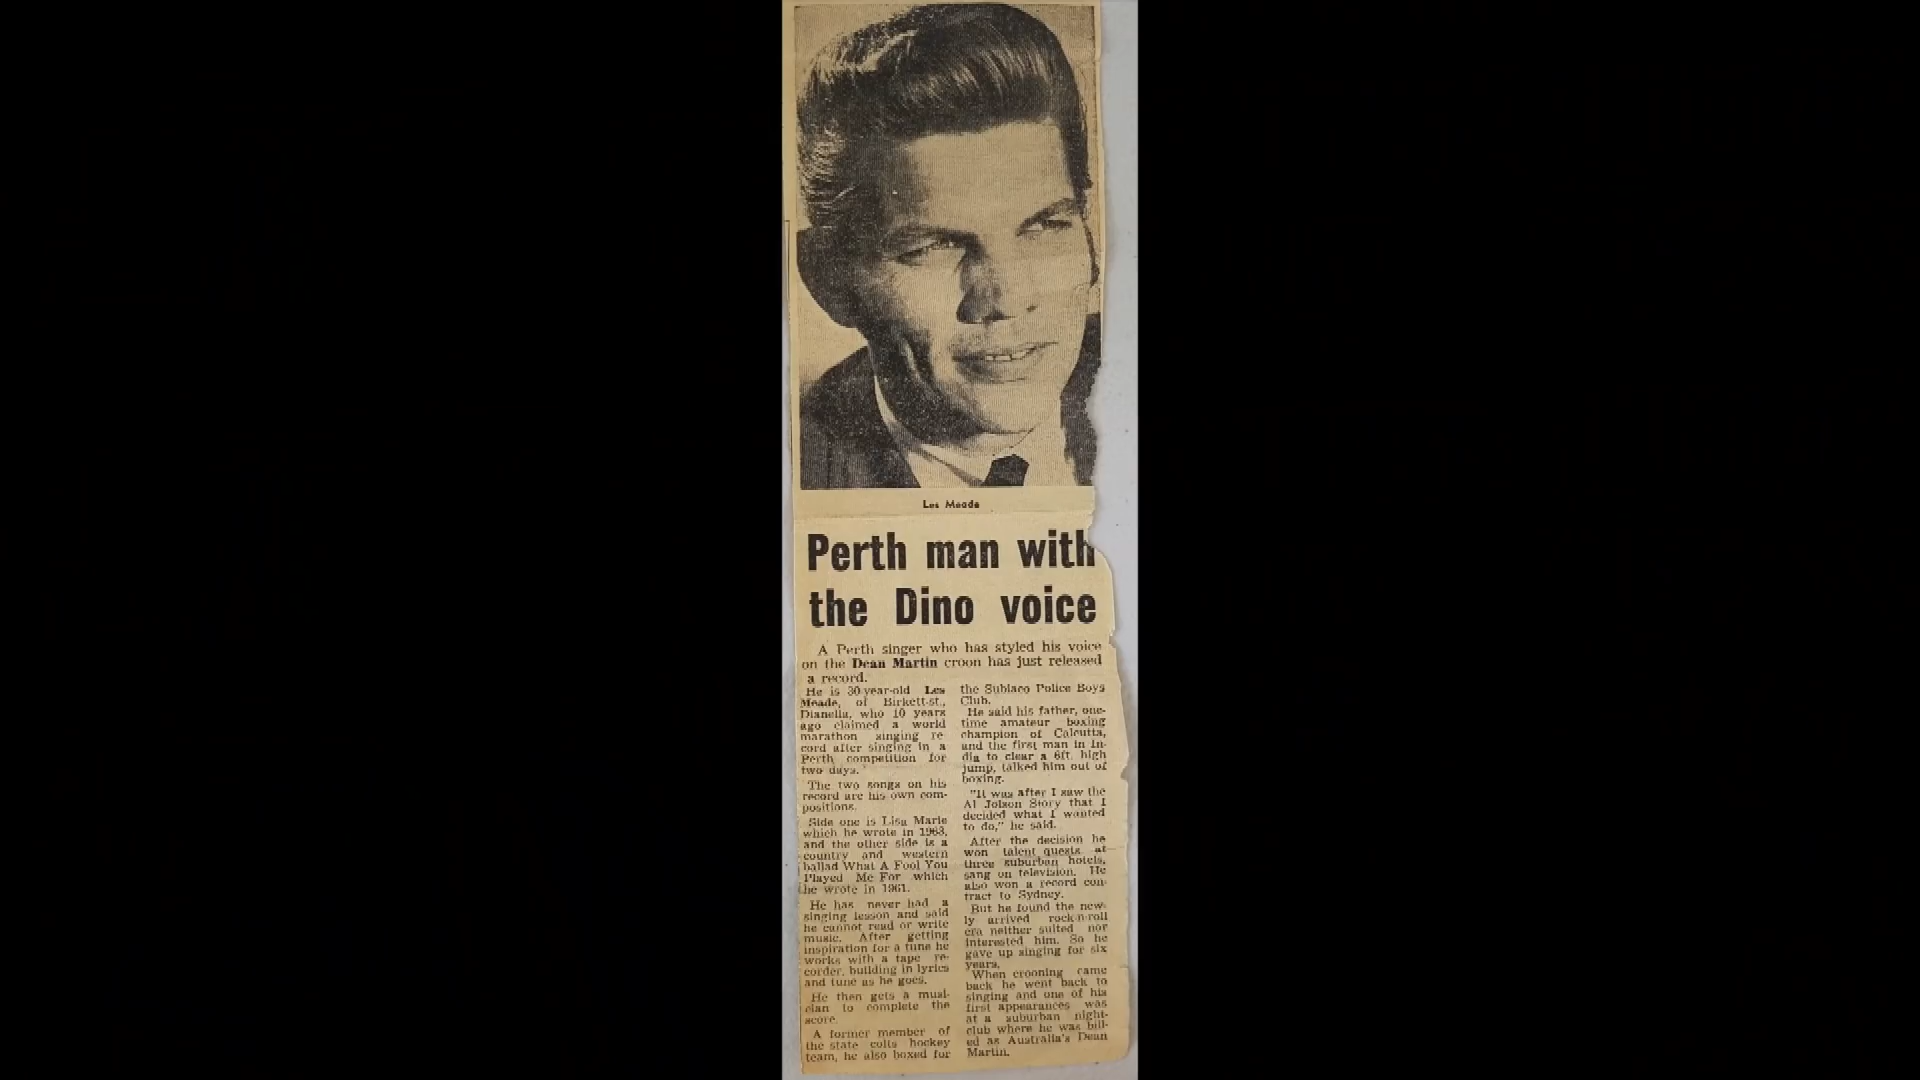 Les Meade
Perth man with
the Dino voice
A Perth singer who has styled his voice
on the Dean Martin croon has just released
a record.
He is 30-year-old Les
Meade, of Birkett-st.,
Dianella, who 10 years
ago claimed a world
marathon singing re-
cord after singing in a
Perth competition for
two days.
The two songs on his
record are his own com-
positions.
Side one is Lisa Marie
which he wrote in 1963,
and the other side is a
country and western
ballad What A Fool You
Played Me For which
he wrote in 1961.
He has never had a
singing lesson and said
he cannot read or write
music. After getting
inspiration for a tune he
works with a tape re-
corder, building in lyrics
and tune as he goes.
He then gets a musi-
cian to complete the
score.
A former member of
the state colts hockey
team, he also boxed for
the Subiaco Police Boys
Club.
He said his father, one-
time amateur boxing
champion of Calcutta,
and the first man in In-
dia to clear a 6ft. high
jump, talked him out of
boxing.
"It was after I saw the
Al Jolson Story that I
decided what I wanted
to do," he said.
After the decision he
won talent quests at
three suburban hotels,
sang on television. He
also won a record con-
tract to Sydney.
But he found the new-
ly arrived rock-n-roll
era neither suited nor
interested him. So he
gave up singing for six
years.
When crooning came
back he went back to
singing and one of his
first appearances was
at a suburban night-
club where he was bill-
ed as Australia's Dean
Martin.